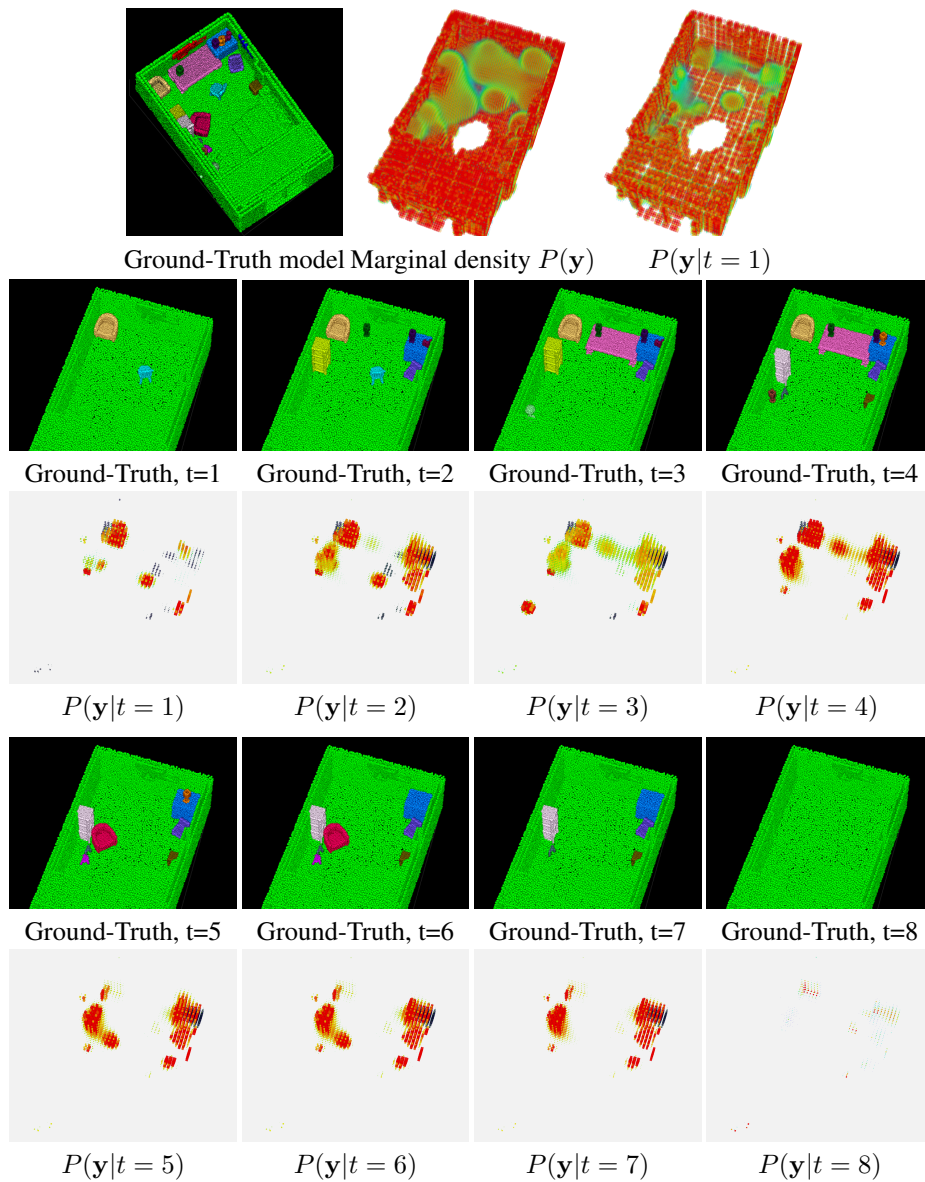 Ground-Truth model Marginal density P(y) P(y|t = 1)
Ground-Truth, t=1 Ground-Truth, t=2 Ground-Truth, t=3 Ground-Truth, t=4
P(y|t = 1) P(y|t = 2) P(y|t = 3) P(y|t = 4)
Ground-Truth, t=5 Ground-Truth, t=6 Ground-Truth, t=7 Ground-Truth, t=8
P(y|t = 5) P(y|t = 6) P(y|t = 7) P(y|t = 8)